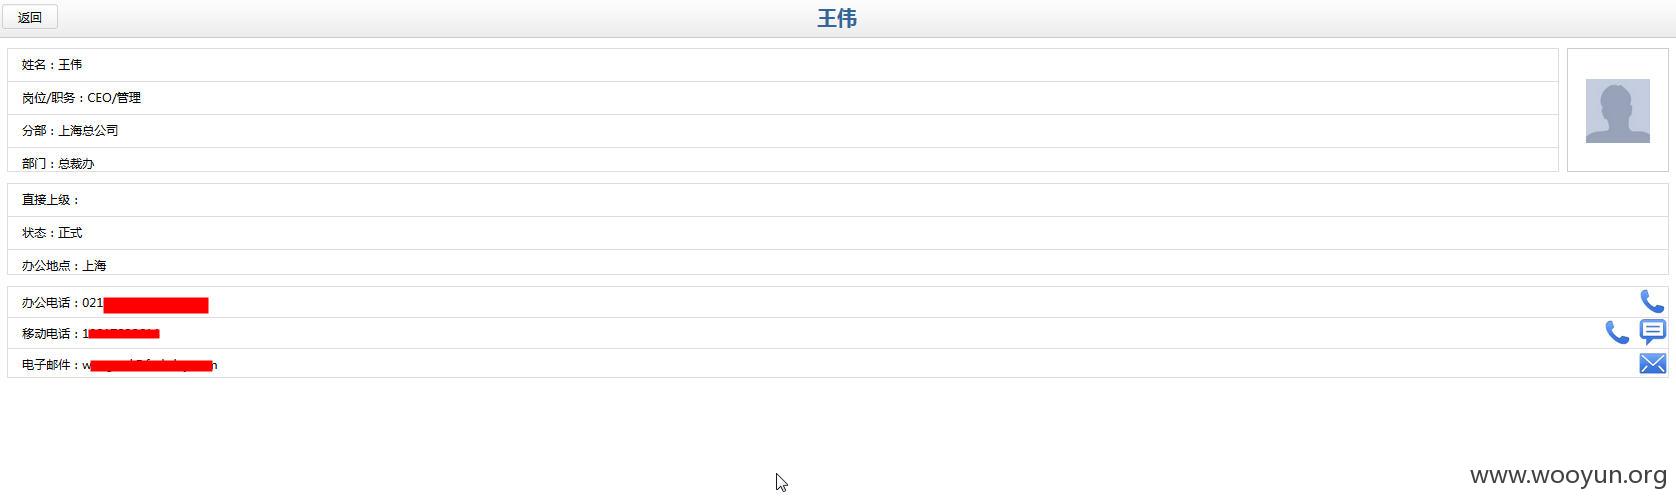 返回
王伟
姓名：王伟
岗位/职务：CEO/管理
分部：上海总公司
部门：总裁办
直接上级：
状态：正式
办公地点：上海
办公电话：021
移动电话：1
电子邮件：w
www.wooyun.org